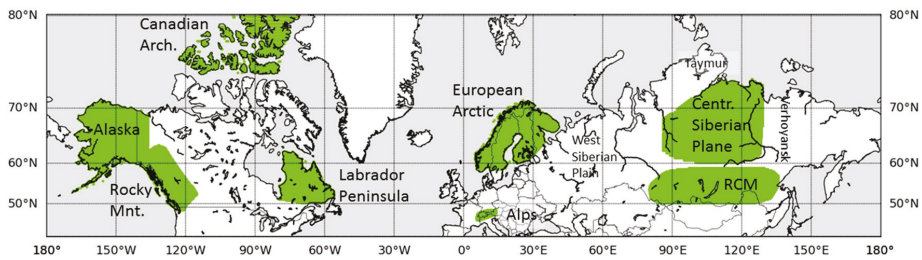 80°N
80°N
Canadian
Arch.
Taymur
European
Arctic
70°N
70°N
Alaska
Centr.
Siberian
Plane
Verhoyansk
West
Siberian
Plain
60°N
60°N
Labrador
Peninsula
Rocky
Mnt.
RCM
50°N
50°N
Alps
180° 150°W 120°W 90°W 60°W 30°W 0° 30°E 60°E 90°E 120°E 150°E 180°